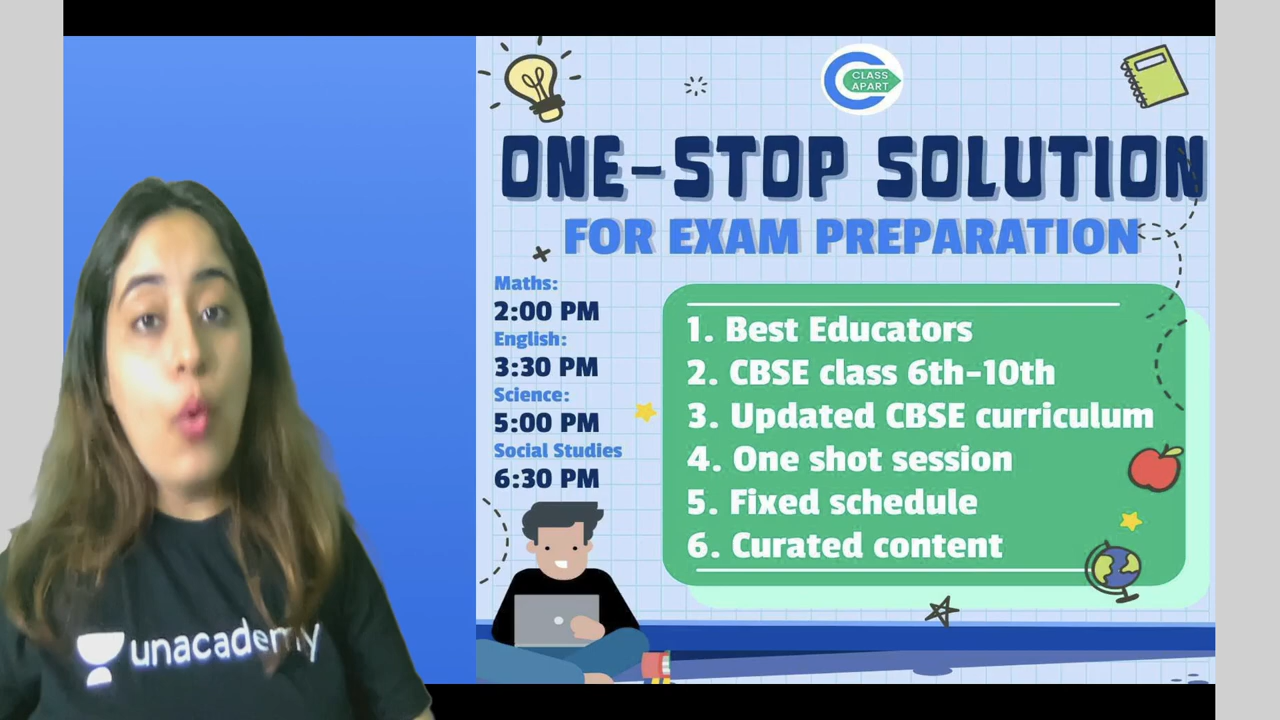 CLASS
APART
ONE-STOP SOLUTION
FOR EXAM PREPARATION
Maths:
2:00 PM
English:
3:30 PM
Science:
5:00 PM
Social Studies
6:30 PM
1. Best Educators
2. CBSE class 6th-10th
3. Updated CBSE curriculum
4. One shot session
5. Fixed schedule
6. Curated content
unacademy